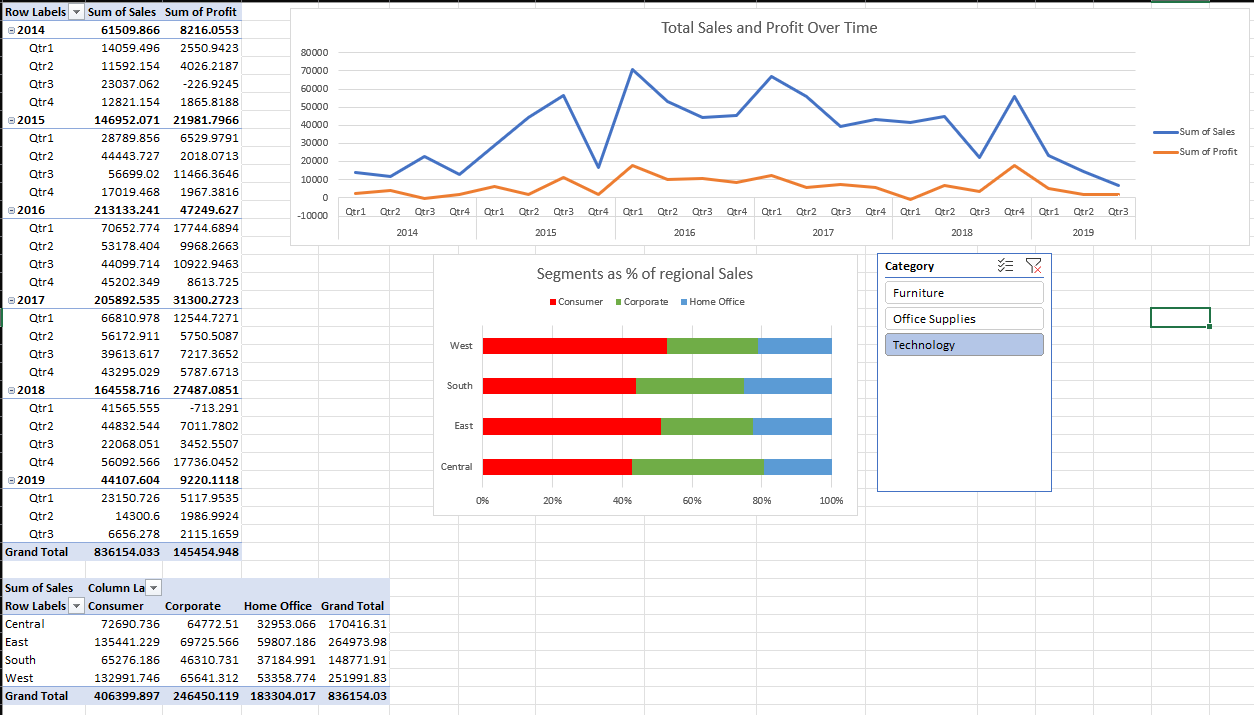 Row Labels Sum of Sales Sum of Profit
2014 61509.866 8216.0553
Qtr1 14059.496 2550.9423
Qtr2 11592.154 4026.2187
Qtr3 23037.062 -226.9245
Qtr4 12821.154 1865.8188
2015 146952.071 21981.7966
Qtr1 28789.856 6529.9791
Qtr2 44443.727 2018.0713
Qtr3 56699.02 11466.3646
Qtr4 17019.468 1967.3816
2016 213133.241 47249.627
Qtr1 70652.774 17744.6894
Qtr2 53178.404 9968.2663
Qtr3 44099.714 10922.9463
Qtr4 45202.349 8613.725
2017 205892.535 31300.2723
Qtr1 66810.978 12544.7271
Qtr2 56172.911 5750.5087
Qtr3 39613.617 7217.3652
Qtr4 43295.029 5787.6713
2018 164558.716 27487.0851
Qtr1 41565.555 -713.291
Qtr2 44832.544 7011.7802
Qtr3 22068.051 3452.5507
Qtr4 56092.566 17736.0452
2019 44107.604 9220.1118
Qtr1 23150.726 5117.9535
Qtr2 14300.6 1986.9924
Qtr3 6656.278 2115.1659
Grand Total 836154.033 145454.948
Total Sales and Profit Over Time
80000
70000
60000
50000
40000
30000
20000
10000
0
-10000
Qtr1 Qtr2 Qtr3 Qtr4 Qtr1 Qtr2 Qtr3 Qtr4 Qtr1 Qtr2 Qtr3 Qtr4 Qtr1 Qtr2 Qtr3 Qtr4 Qtr1 Qtr2 Qtr3 Qtr4 Qtr1 Qtr2 Qtr3
2014 2015 2016 2017 2018 2019
Sum of Sales
Sum of Profit
Segments as % of regional Sales
Consumer Corporate Home Office
West
South
East
Central
0% 20% 40% 60% 80% 100%
Category
Furniture
Office Supplies
Technology
Sum of Sales Column La
Row Labels Consumer Corporate Home Office Grand Total
Central 72690.736 64772.51 32953.066 170416.31
East 135441.229 69725.566 59807.186 264973.98
South 65276.186 46310.731 37184.991 148771.91
West 132991.746 65641.312 53358.774 251991.83
Grand Total 406399.897 246450.119 183304.017 836154.03